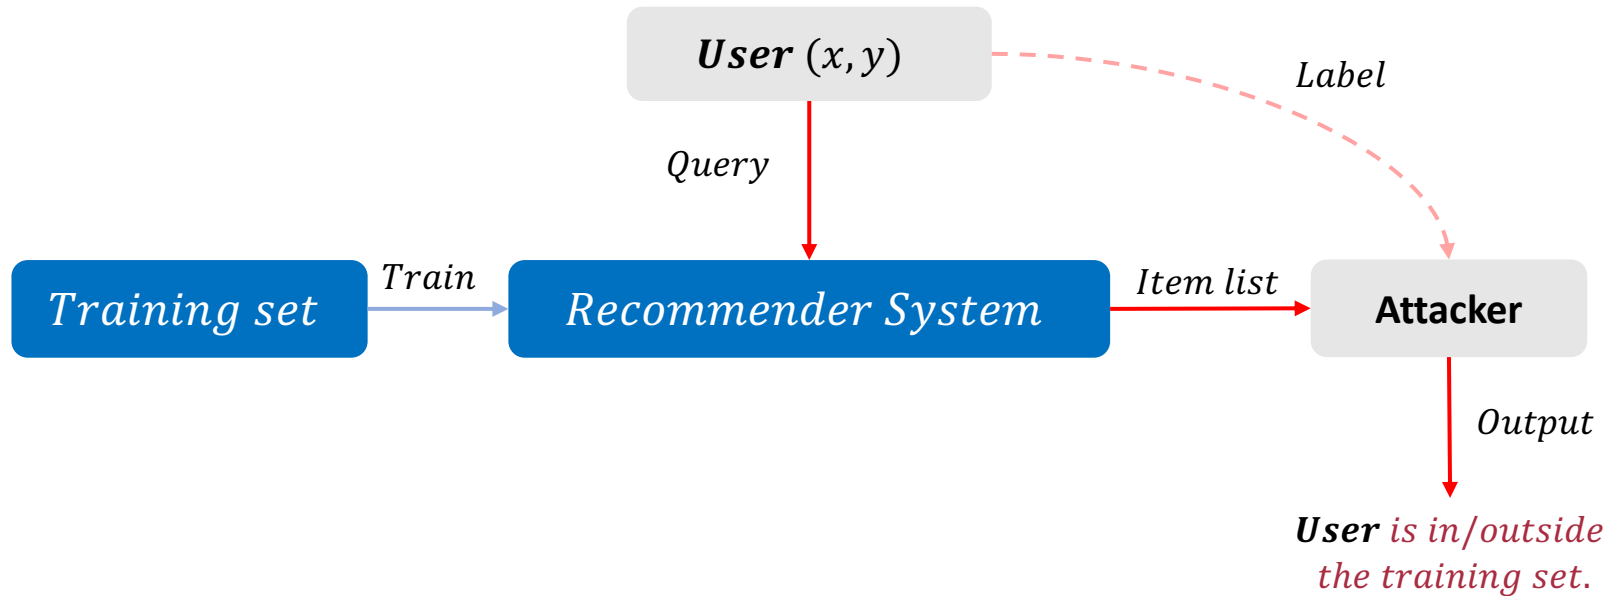 User (x, y)
Label
Query
Training set
Train
Recommender System
Item list
Attacker
Output
User is in/outside
the training set.